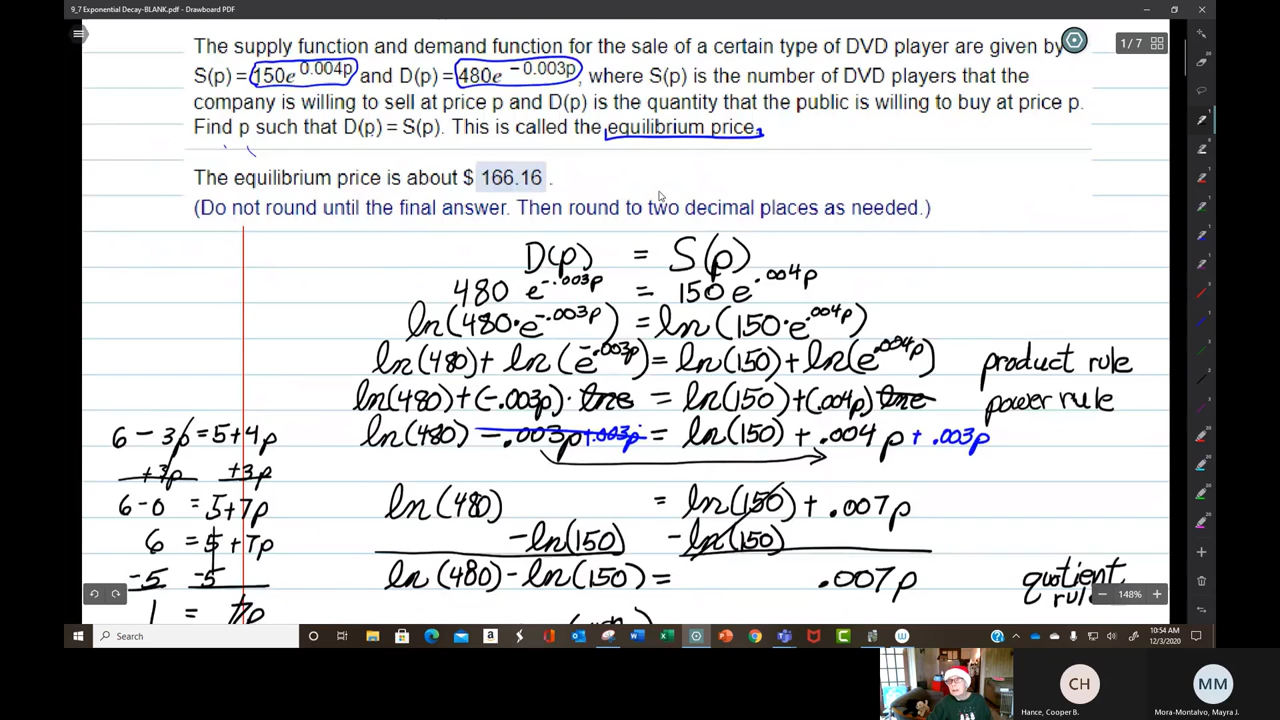 9_7 Exponential Decay-BLANK.pdf - Drawboard PDF
1/7
The supply function and demand function for the sale of a certain type of DVD player are given by
S(p) = 150e^0.004p and D(p) = 480e^−0.003p, where S(p) is the number of DVD players that the
company is willing to sell at price p and D(p) is the quantity that the public is willing to buy at price p.
Find p such that D(p) = S(p). This is called the equilibrium price.
The equilibrium price is about $ 166.16 .
(Do not round until the final answer. Then round to two decimal places as needed.)
D(p) = S(p)
480 e^-.003p = 150 e^.004p
ln(480·e^-.003p) = ln(150·e^.004p)
ln(480) + ln(e^-.003p) = ln(150) + ln(e^.004p) product rule
ln(480) + (-.003p)·lne = ln(150) + (.004p) lne power rule
ln(480) - .003p +.003p = ln(150) + .004p + .003p
6 - 3p = 5 + 4p
+3p +3p
6 - 0 = 5 + 7p
6 = 5 + 7p
-5 -5
1 = 7p
ln(480) = ln(150) + .007p
-ln(150) -ln(150)
ln(480) - ln(150) = .007p
quotient
148%
Search
10:54 AM
12/3/2020
CH
Hance, Cooper B.
MM
Mora-Montalvo, Mayra J.